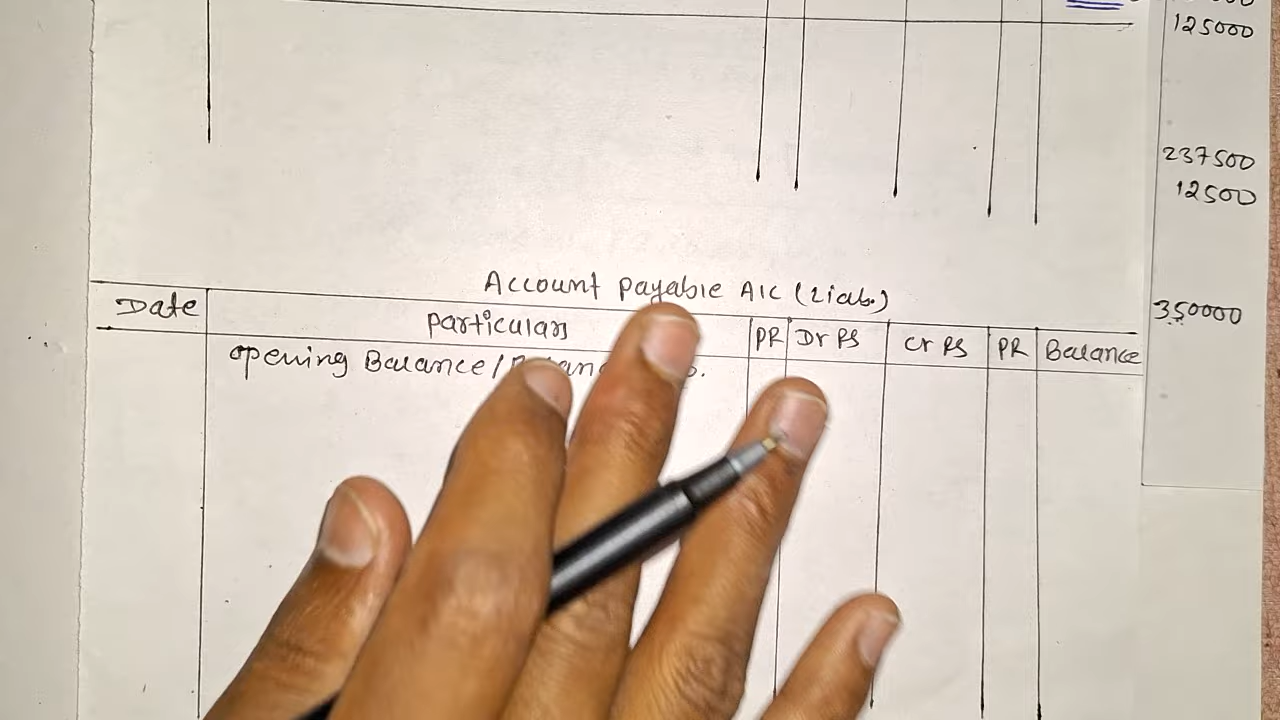 125000
237500
12500
Account payable A/C (Liab.)
350000
Date
particulars
PR
Dr RS
Cr RS
PR
Balance
opening Balance/